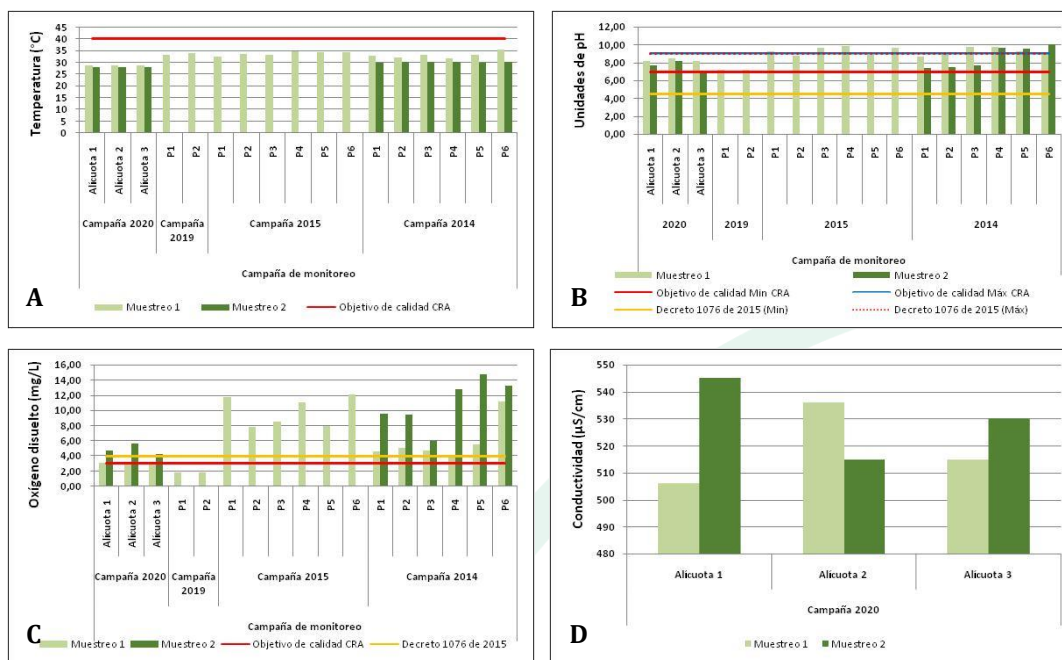 Temperatura (°C)
45
40
35
30
25
20
15
10
5
0
Alicuota 1
Alicuota 2
Alicuota 3
P1
P2
P1
P2
P3
P4
P5
P6
P1
P2
P3
P4
P5
P6
Campaña 2020
Campaña 2019
Campaña 2015
Campaña 2014
Campaña de monitoreo
A
Muestreo 1
Muestreo 2
Objetivo de calidad CRA
Unidades de pH
12,00
10,00
8,00
6,00
4,00
2,00
0,00
Alicuota 1
Alicuota 2
Alicuota 3
P1
P2
P1
P2
P3
P4
P5
P6
P1
P2
P3
P4
P5
P6
2020
2019
2015
2014
Campaña de monitoreo
B
Muestreo 1
Muestreo 2
Objetivo de calidad Min CRA
Objetivo de calidad Máx CRA
Decreto 1076 de 2015 (Min)
Decreto 1076 de 2015 (Máx)
Oxígeno disuelto (mg/L)
16,00
14,00
12,00
10,00
8,00
6,00
4,00
2,00
0,00
Alicuota 1
Alicuota 2
Alicuota 3
P1
P2
P1
P2
P3
P4
P5
P6
P1
P2
P3
P4
P5
P6
Campaña 2020
Campaña 2019
Campaña 2015
Campaña 2014
Campaña de monitoreo
C
Muestreo 1
Muestreo 2
Objetivo de calidad CRA
Decreto 1076 de 2015
Conductividad (µS/cm)
550
540
530
520
510
500
490
480
Alicuota 1
Alicuota 2
Alicuota 3
Campaña 2020
D
Muestreo 1
Muestreo 2